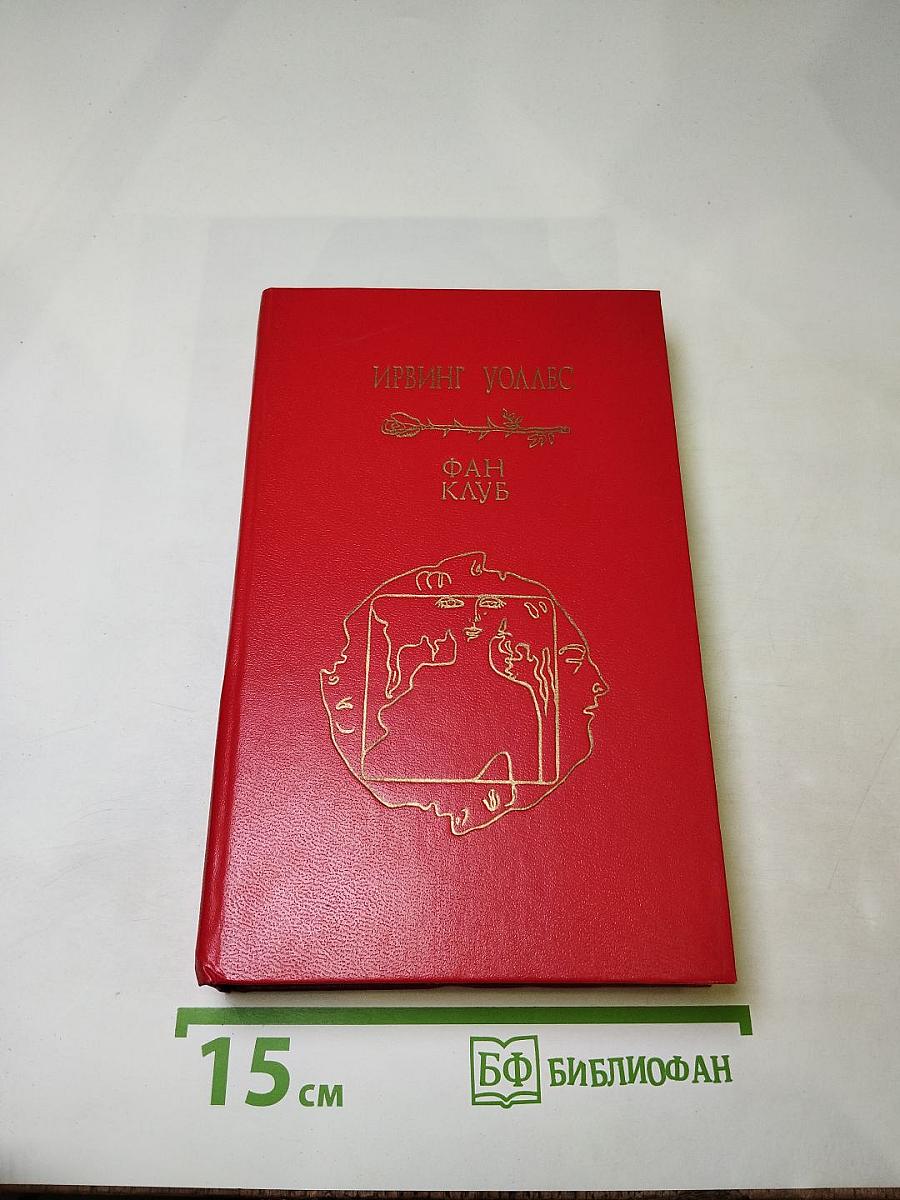 ИРВИНГ УОЛЛЕС
ФАН
КЛУБ
15 см
БФ БИБЛИОФАН